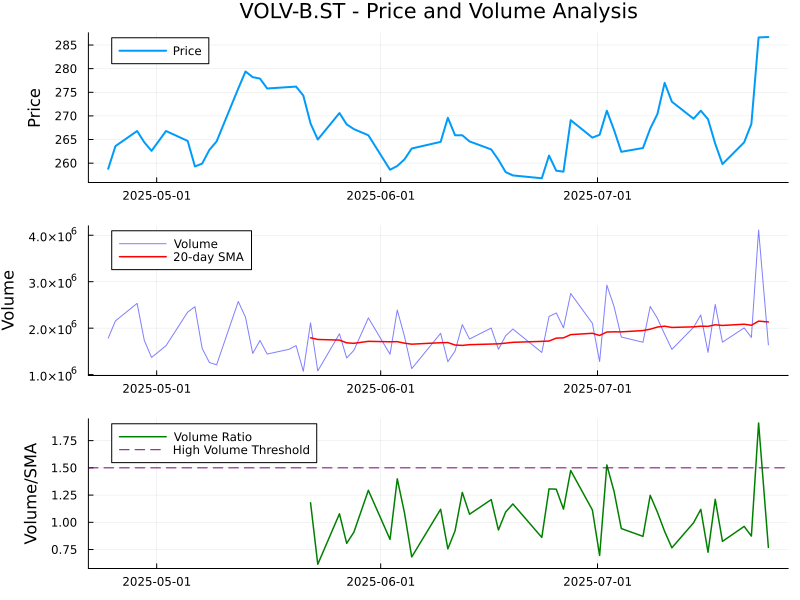 VOLV-B.ST - Price and Volume Analysis
Price
285
280
275
270
265
260
Price
2025-05-01 2025-06-01 2025-07-01
Volume
4.0×10⁶
3.0×10⁶
2.0×10⁶
1.0×10⁶
Volume
20-day SMA
2025-05-01 2025-06-01 2025-07-01
Volume/SMA
1.75
1.50
1.25
1.00
0.75
Volume Ratio
High Volume Threshold
2025-05-01 2025-06-01 2025-07-01